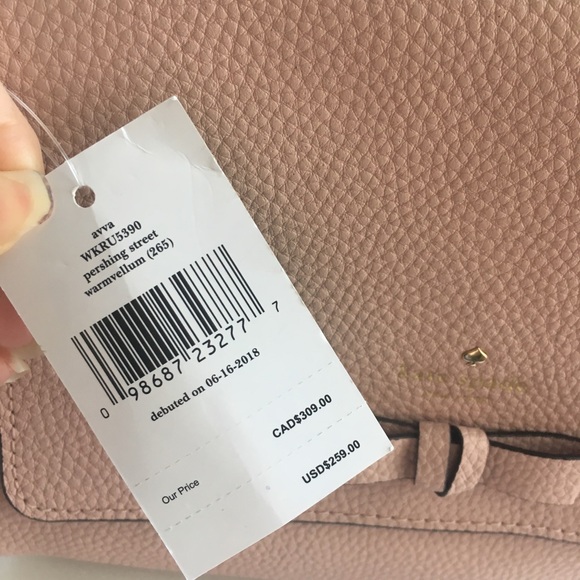 avva
WKRU5390
pershing street
warmvellum (265)
0 98687 23277 7
debuted on 06-16-2018
CAD$309.00
Our Price USD$259.00